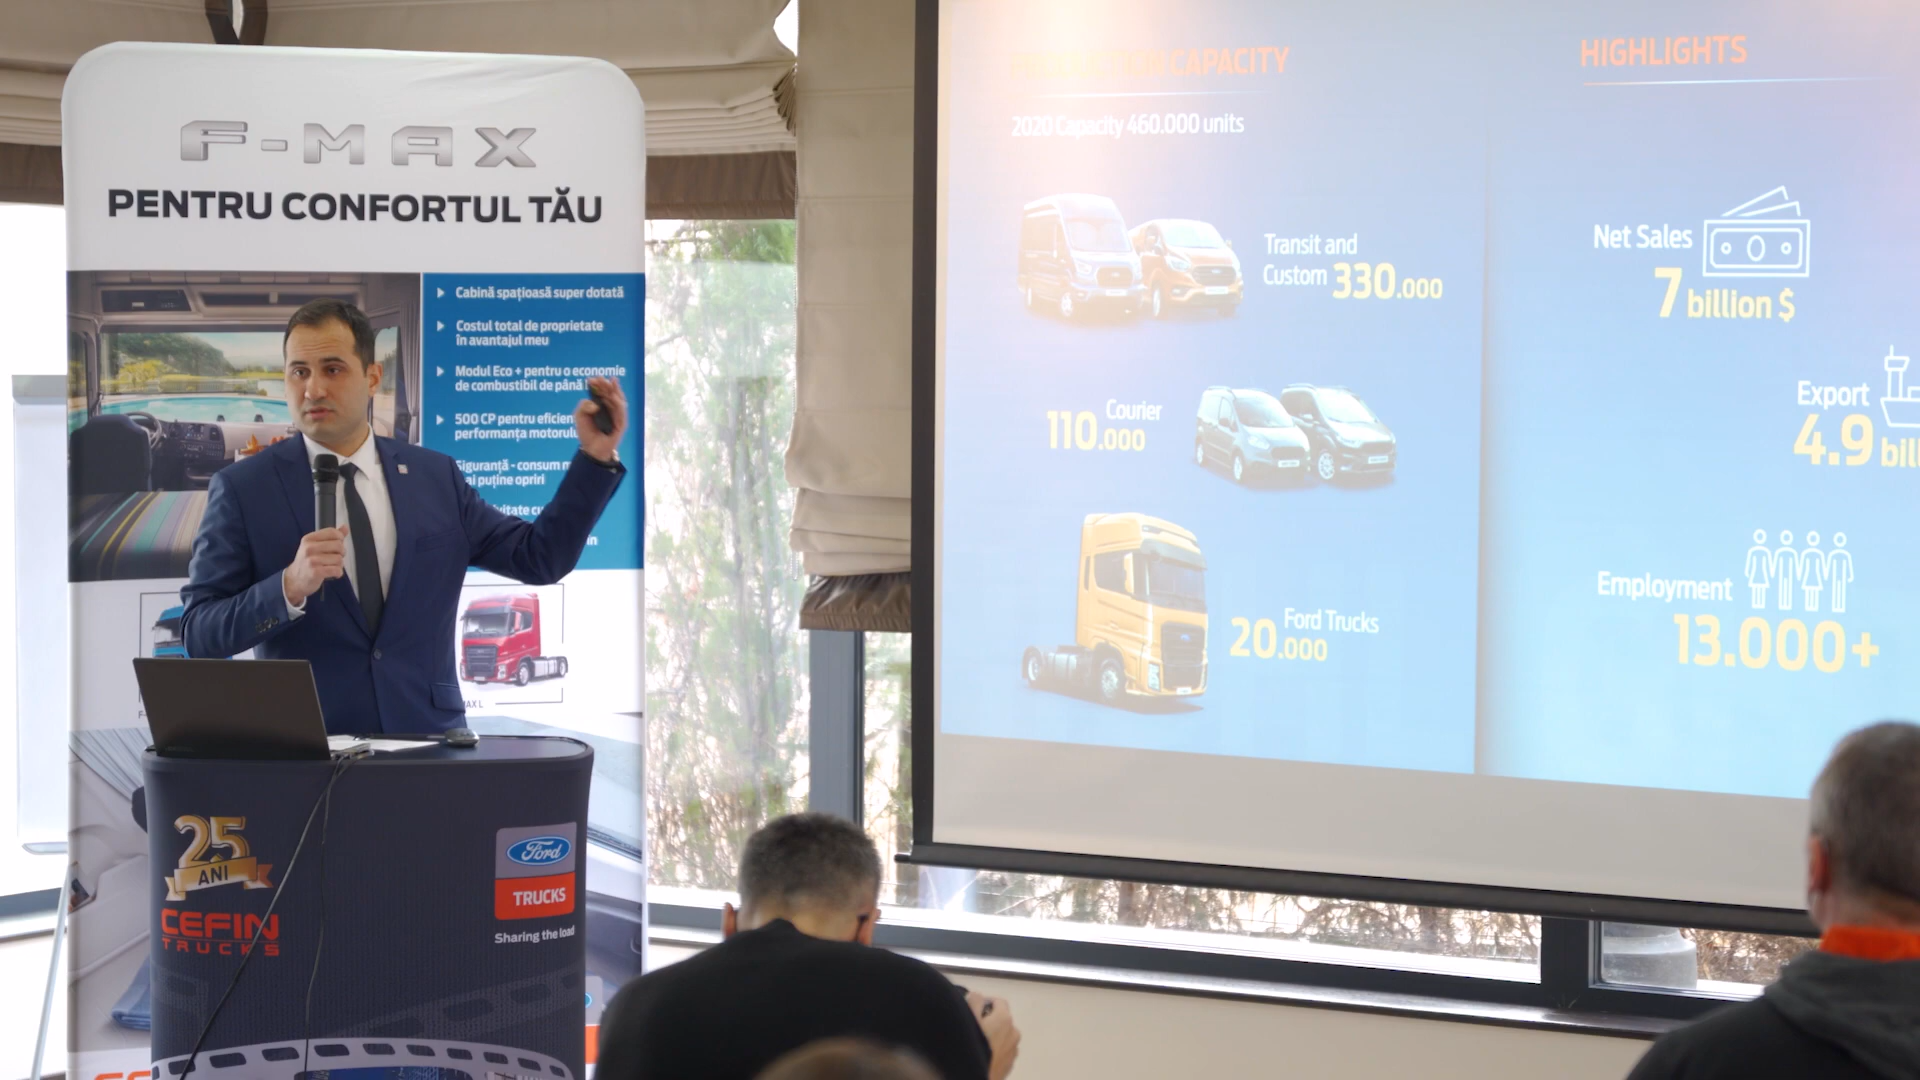 F-MAX
PENTRU CONFORTUL TĂU
Cabină spațioasă super dotată
Costul total de proprietate
în avantajul meu
Modul Eco + pentru o economie
de combustibil de până
500 CP pentru
performanța
Siguranță - consum
puține opriri
25
ANI
CEFIN
TRUCKS
Ford
TRUCKS
Sharing the load
PRODUCTION CAPACITY
2020 Capacity 460.000 units
Transit and
Custom 330.000
Courier
110.000
Ford Trucks
20.000
HIGHLIGHTS
Net Sales
7 billion $
Export
4.9
Employment
13.000+